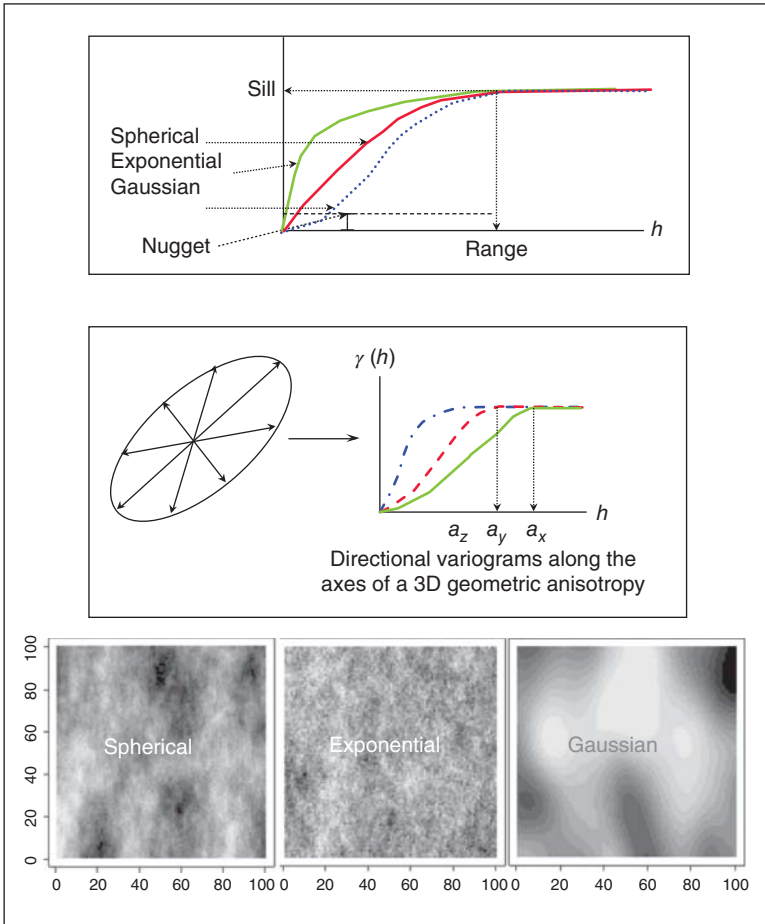 Sill
Spherical
Exponential
Gaussian
Nugget
Range
h
γ (h)
h
a_z a_y a_x
Directional variograms along the
axes of a 3D geometric anisotropy
100
80
60
40
20
0
Spherical
Exponential
Gaussian
0 20 40 60 80 100
0 20 40 60 80 100
0 20 40 60 80 100